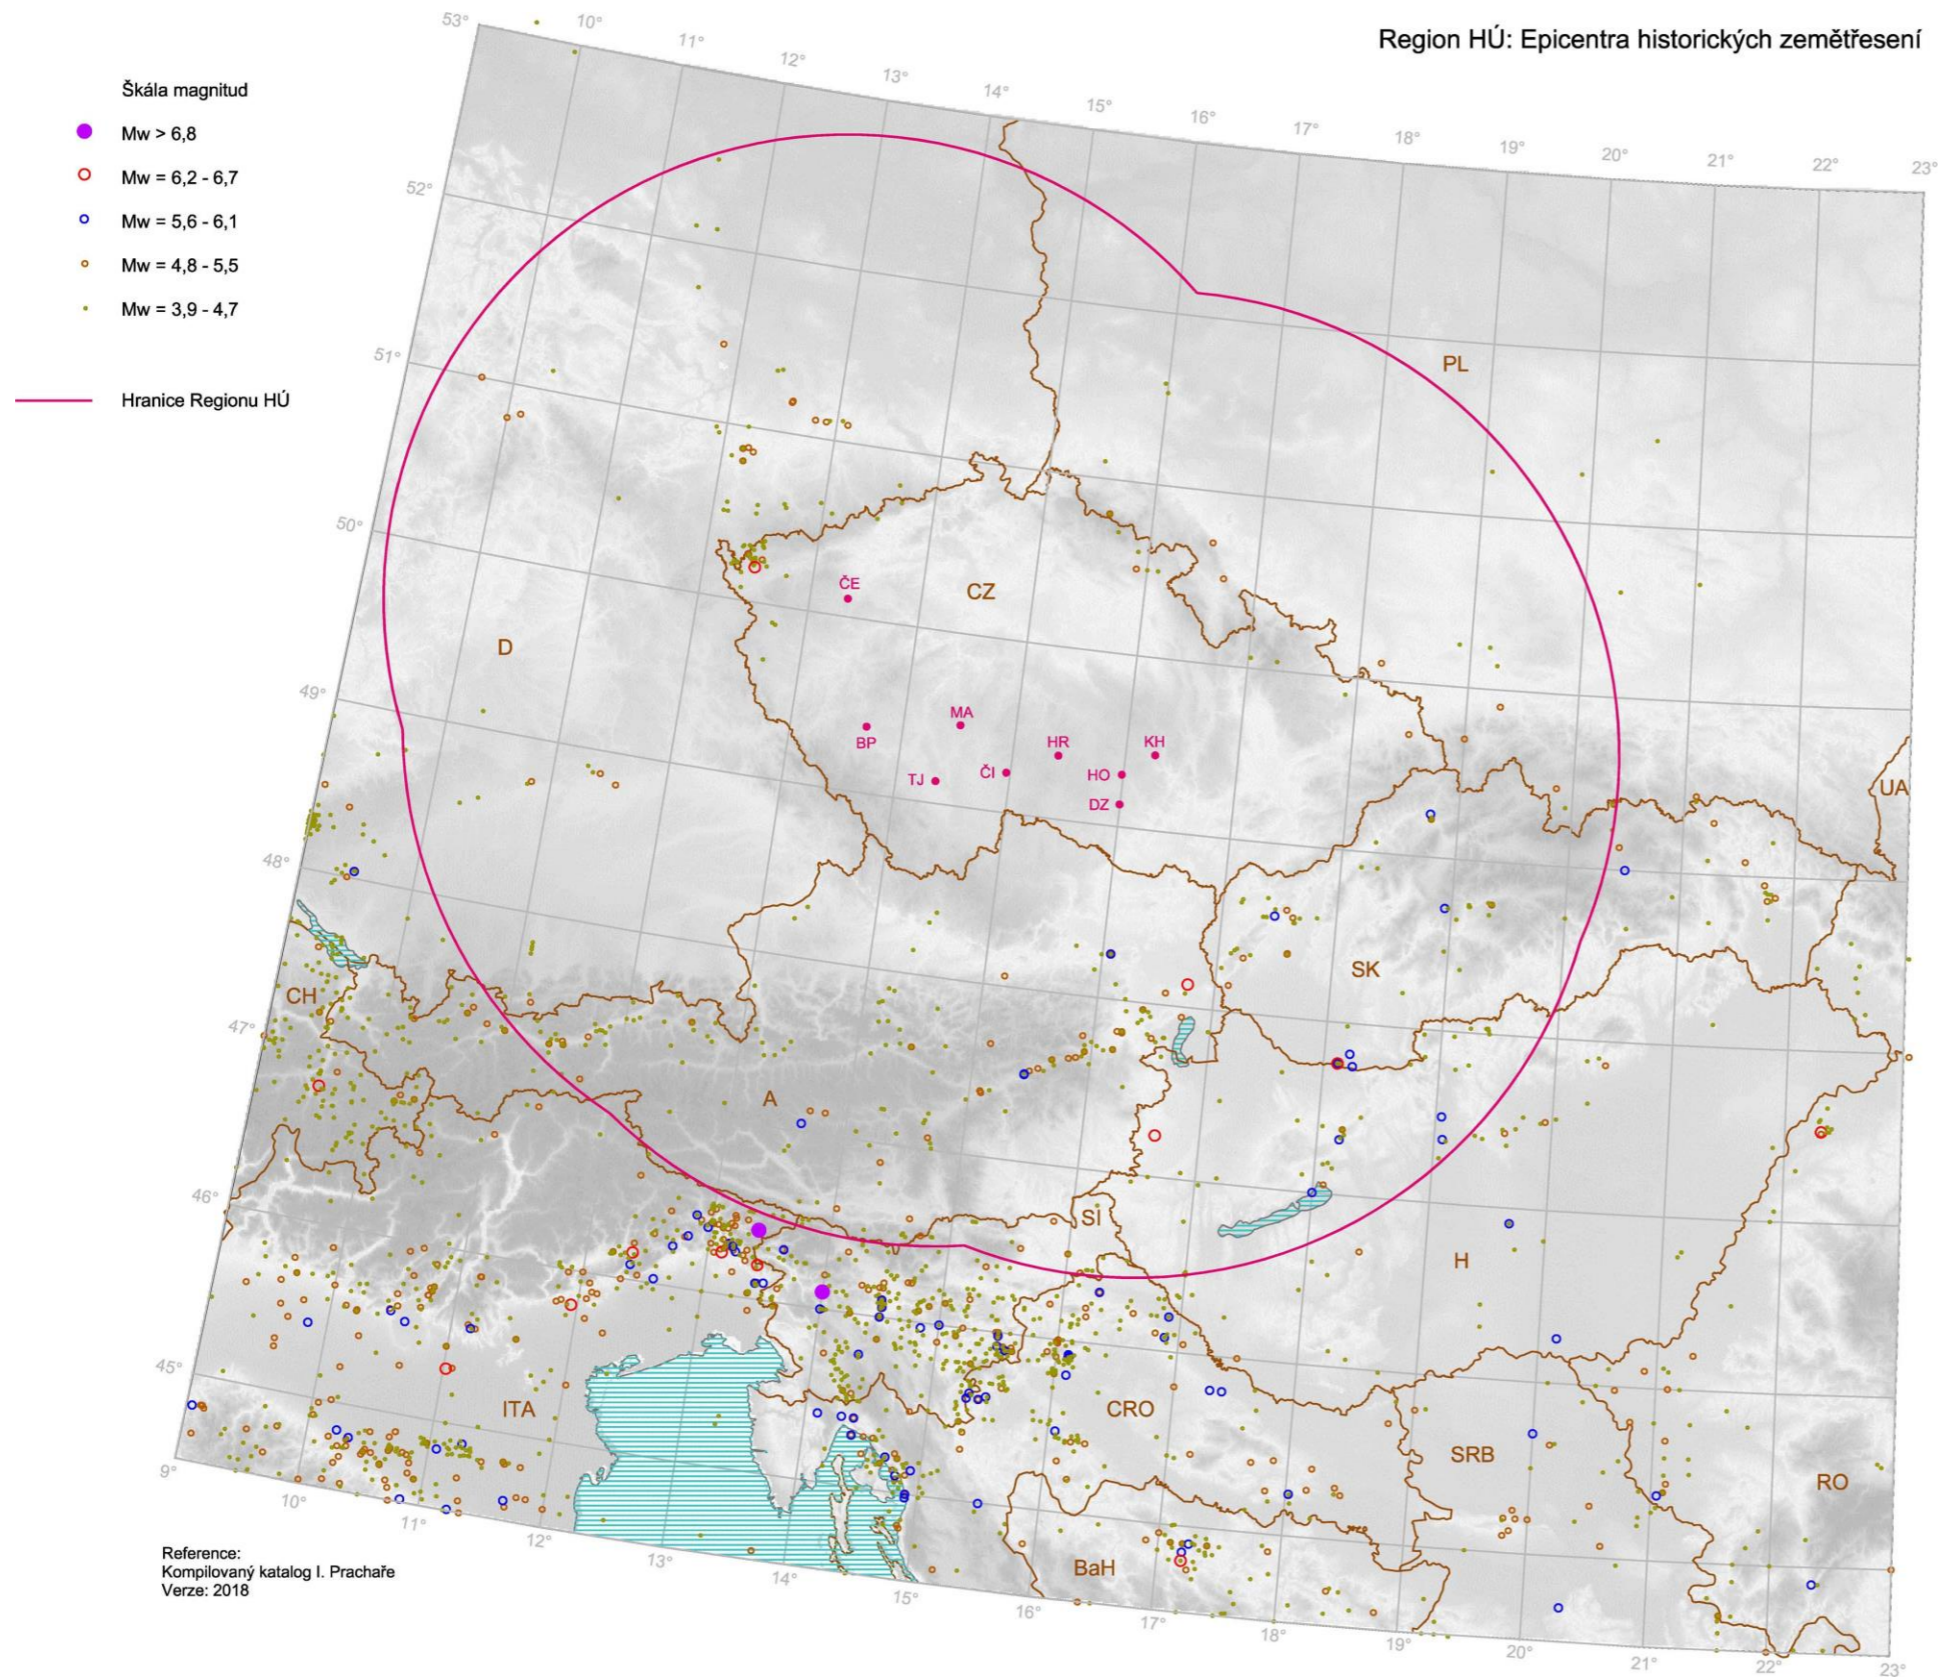 Region HÚ: Epicentra historických zemětřesení
Škála magnitud
Mw > 6,8
Mw = 6,2 - 6,7
Mw = 5,6 - 6,1
Mw = 4,8 - 5,5
Mw = 3,9 - 4,7
Hranice Regionu HÚ
53°
10°
11°
12°
13°
14°
15°
16°
17°
18°
19°
20°
21°
22°
23°
52°
51°
50°
49°
48°
47°
46°
45°
9°
10°
11°
12°
13°
14°
15°
16°
17°
18°
19°
20°
21°
22°
23°
PL
CZ
D
UA
SK
CH
A
SI
H
ITA
CRO
SRB
RO
BaH
ČE
BP
MA
TJ
ČI
HR
KH
HO
DZ
Reference:
Kompilovaný katalog I. Prachaře
Verze: 2018